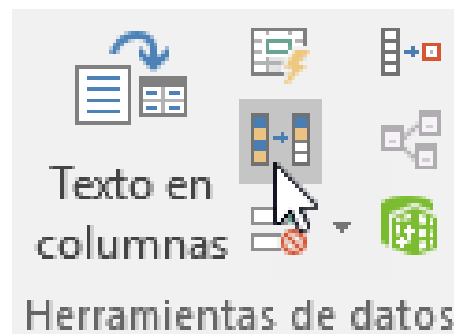 Texto en
columnas
Herramientas de datos